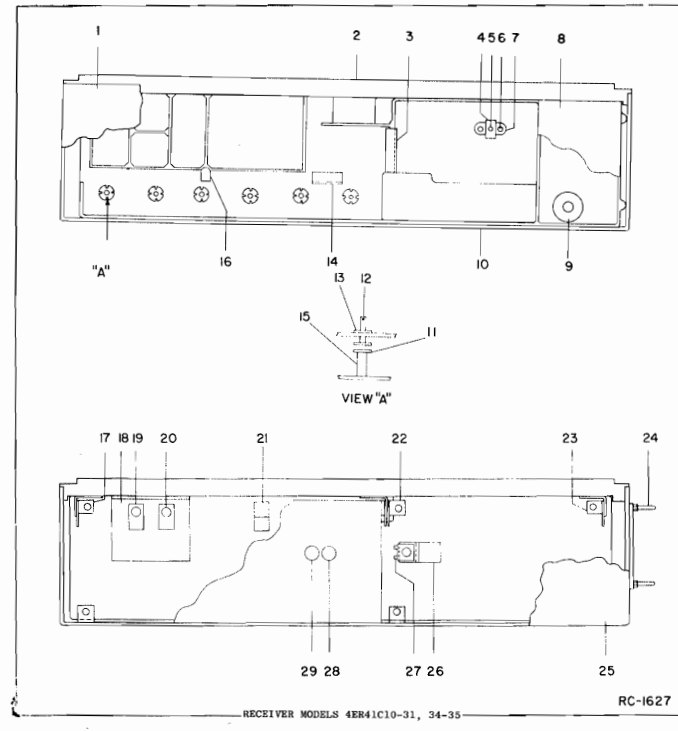 1 2 3 4 5 6 7 8
"A" 16 14 10 9
13 12
15 11
VIEW "A"
17 18 19 20 21 22 23 24
29 28 27 26 25
RC-1627
RECEIVER MODELS 4ER41C10-31, 34-35